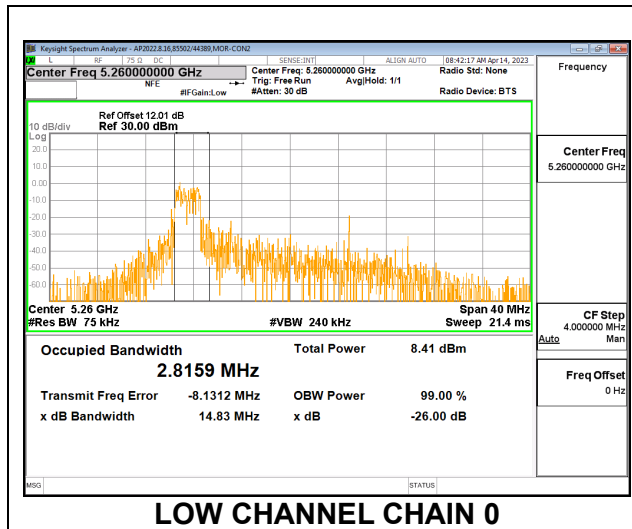 Keysight Spectrum Analyzer - AP2022.8.16,85502/44389,MOR-CON2
LXI L RF 75 Ω DC SENSE:INT ALIGN AUTO 08:42:17 AM Apr 14, 2023
Center Freq 5.260000000 GHz Center Freq: 5.260000000 GHz Radio Std: None Frequency
NFE Trig: Free Run Avg|Hold: 1/1
#IFGain:Low #Atten: 30 dB Radio Device: BTS
Ref Offset 12.01 dB
10 dB/div Ref 30.00 dBm
Log
20.0
10.0
0.00
-10.0
-20.0
-30.0
-40.0
-50.0
-60.0
Center Freq
5.260000000 GHz
Center 5.26 GHz Span 40 MHz
#Res BW 75 kHz #VBW 240 kHz Sweep 21.4 ms
CF Step
4.000000 MHz
Auto Man
Occupied Bandwidth Total Power 8.41 dBm
2.8159 MHz
Freq Offset
0 Hz
Transmit Freq Error -8.1312 MHz OBW Power 99.00 %
x dB Bandwidth 14.83 MHz x dB -26.00 dB
MSG STATUS
LOW CHANNEL CHAIN 0